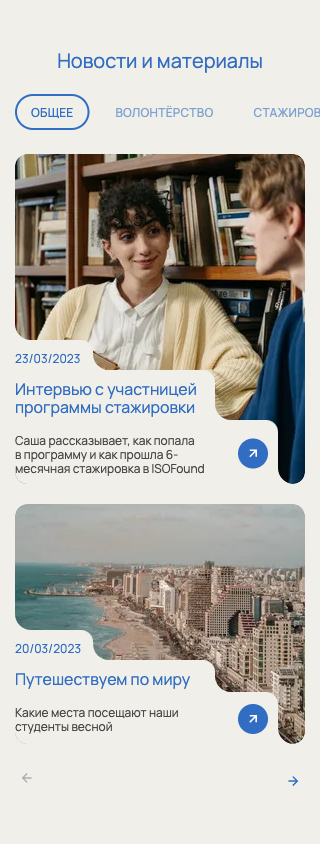 Новости и материалы
ОБЩЕЕ ВОЛОНТЁРСТВО СТАЖИРОВ
23/03/2023
Интервью с участницей
программы стажировки
Саша рассказывает, как попала
в программу и как прошла 6-
месячная стажировка в ISOFound
20/03/2023
Путешествуем по миру
Какие места посещают наши
студенты весной